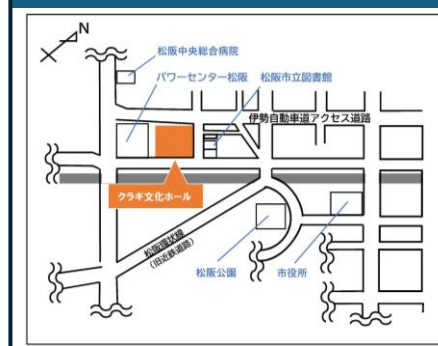 N
松阪中央総合病院
パワーセンター松阪
松阪市立図書館
伊勢自動車道アクセス道路
クラギ文化ホール
松阪環状線
(旧近鉄道路)
松阪公園
市役所